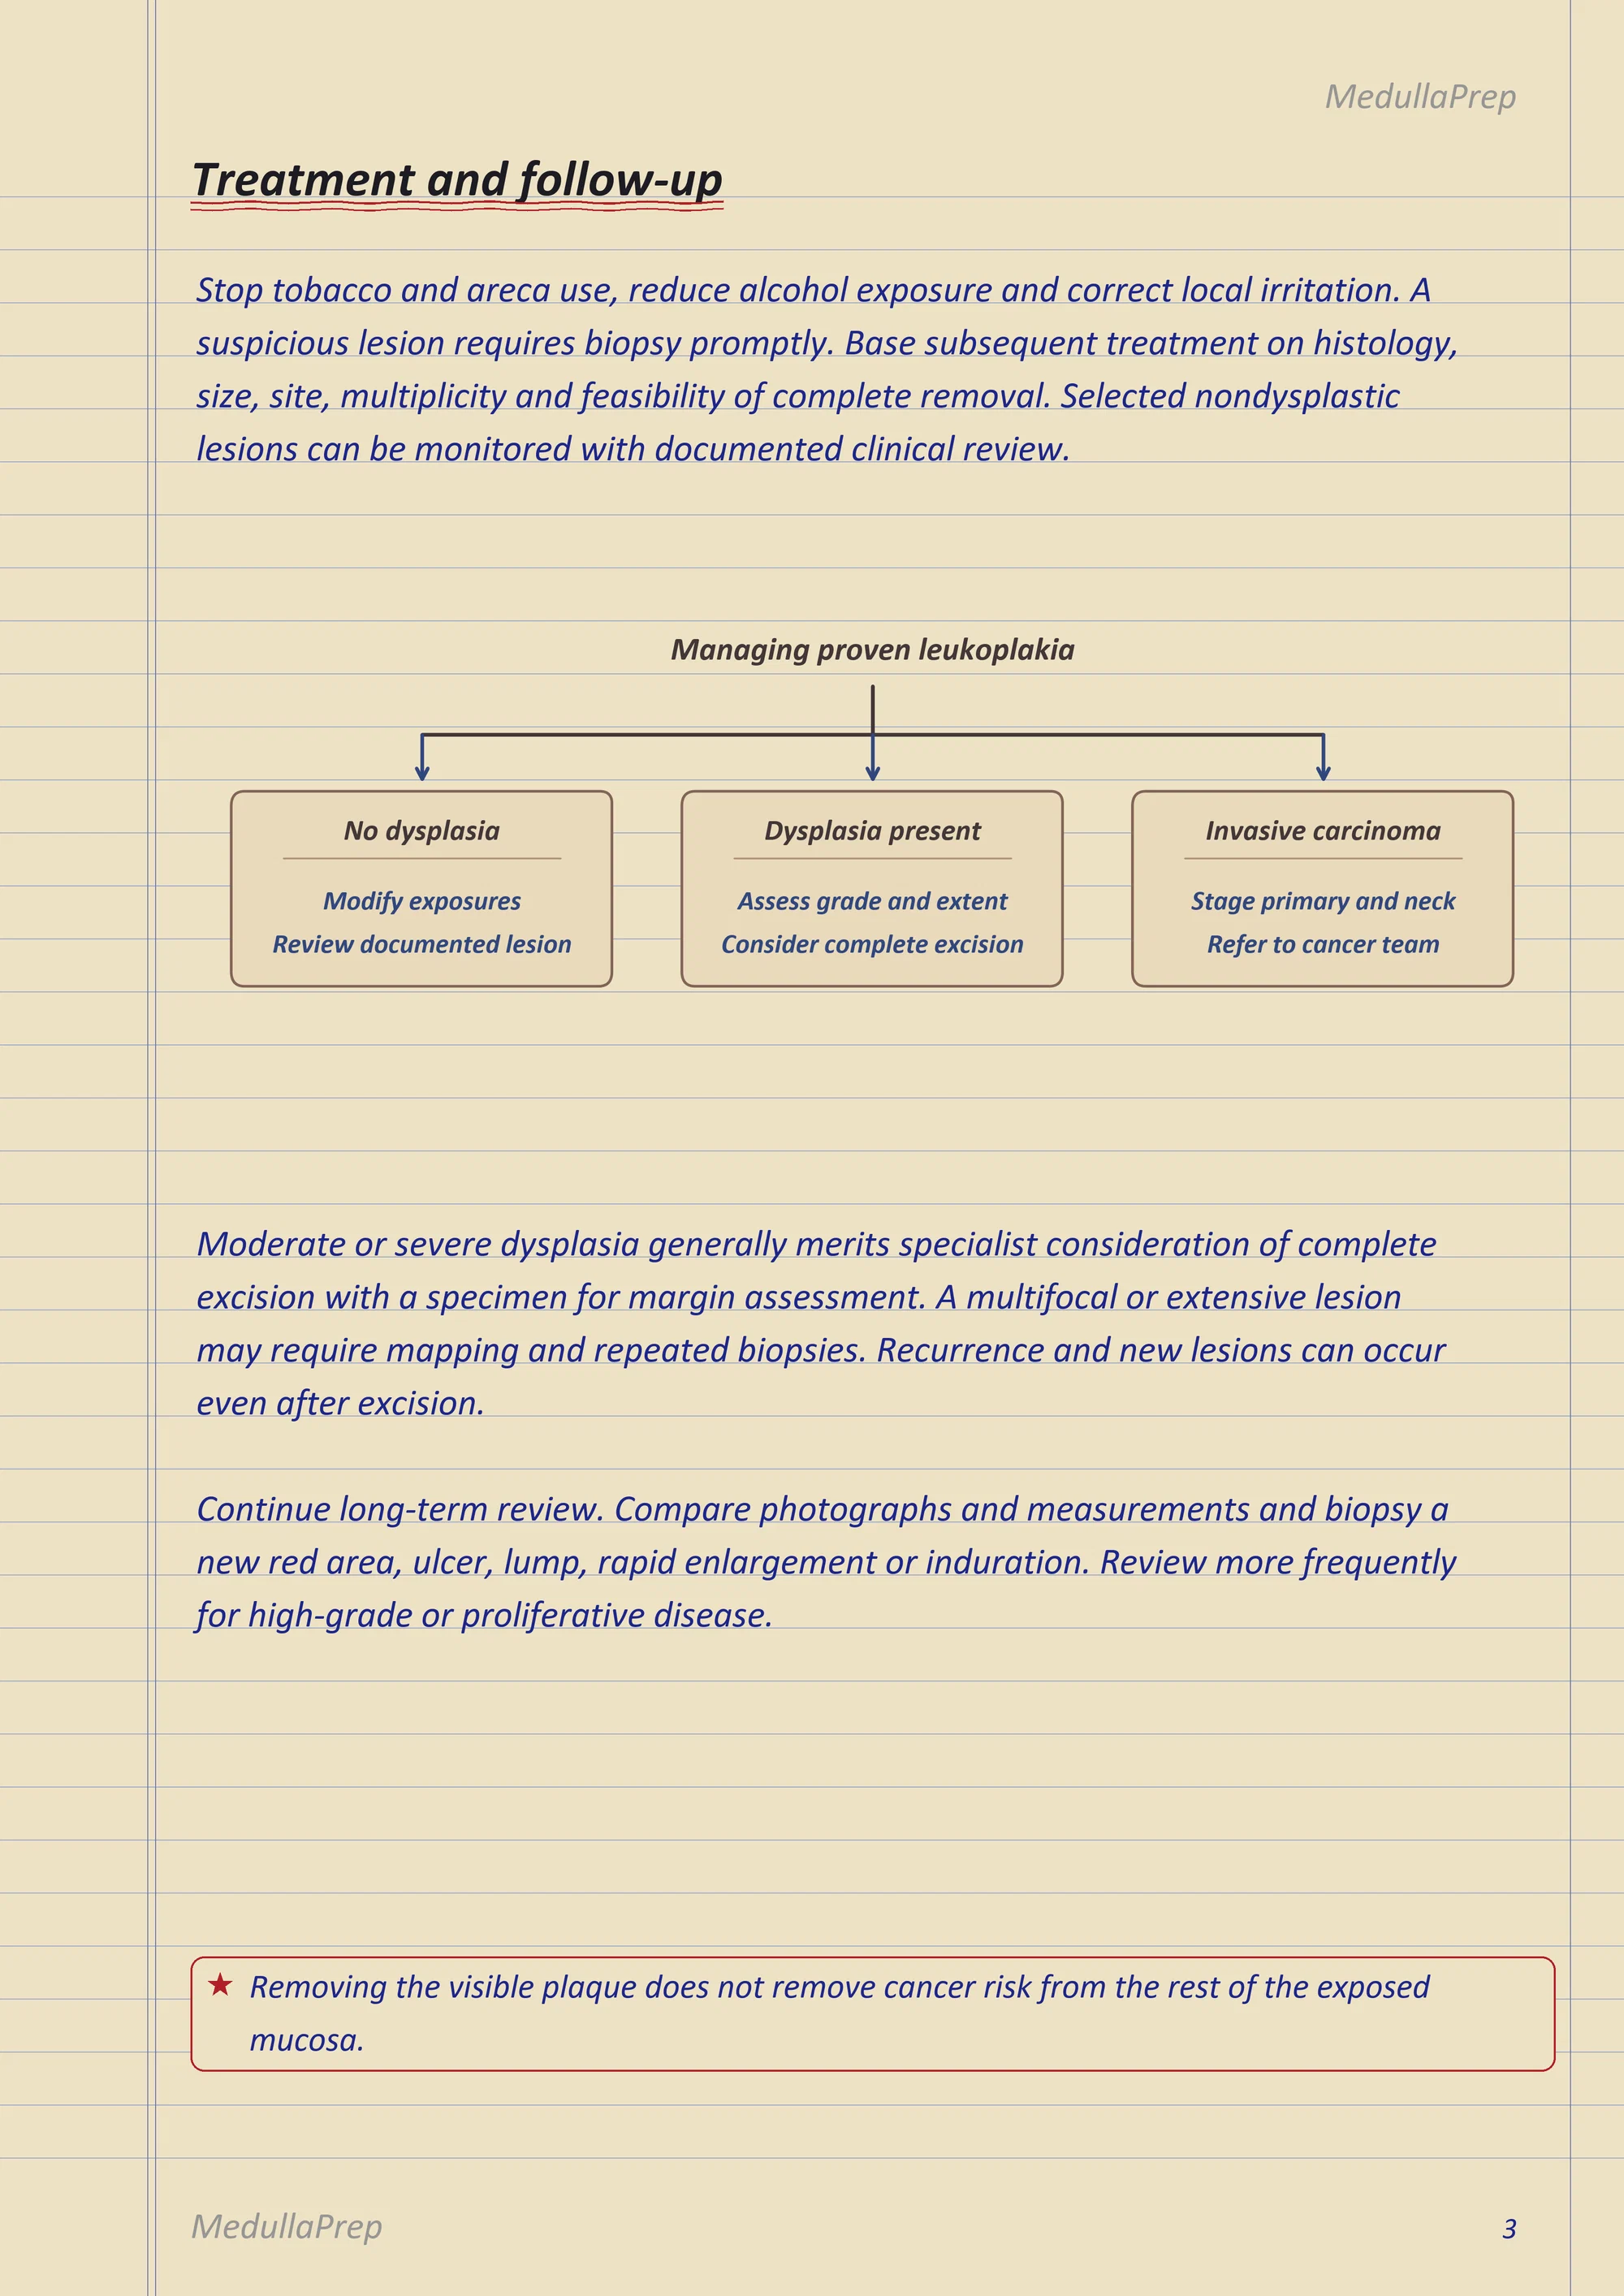 MedullaPrep
Treatment and follow-up
Stop tobacco and areca use, reduce alcohol exposure and correct local irritation. A
suspicious lesion requires biopsy promptly. Base subsequent treatment on histology,
size, site, multiplicity and feasibility of complete removal. Selected nondysplastic
lesions can be monitored with documented clinical review.
Managing proven leukoplakia
No dysplasia
Modify exposures
Review documented lesion
Dysplasia present
Assess grade and extent
Consider complete excision
Invasive carcinoma
Stage primary and neck
Refer to cancer team
Moderate or severe dysplasia generally merits specialist consideration of complete
excision with a specimen for margin assessment. A multifocal or extensive lesion
may require mapping and repeated biopsies. Recurrence and new lesions can occur
even after excision.
Continue long-term review. Compare photographs and measurements and biopsy a
new red area, ulcer, lump, rapid enlargement or induration. Review more frequently
for high-grade or proliferative disease.
★ Removing the visible plaque does not remove cancer risk from the rest of the exposed
mucosa.
MedullaPrep
3